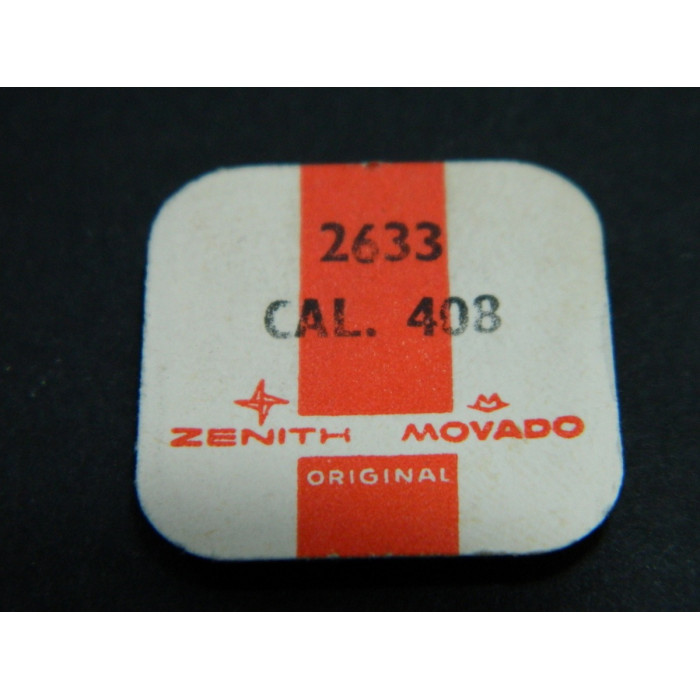 2633
CAL. 408
ZENITH MOVADO
ORIGINAL